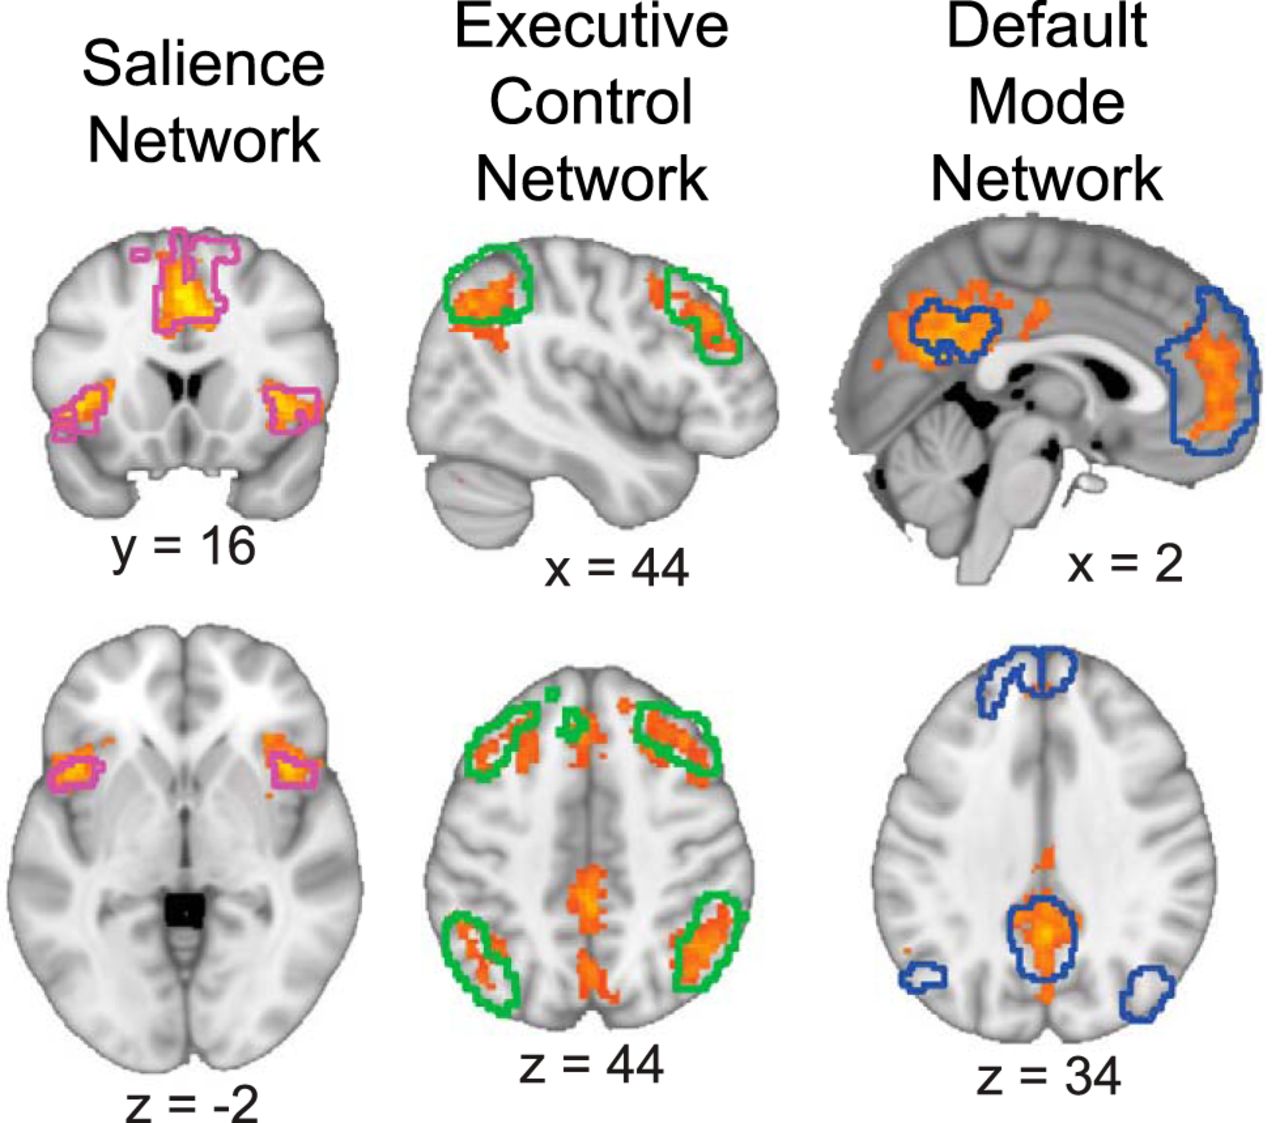 Salience
Network
Executive
Control
Network
Default
Mode
Network
y = 16
x = 44
x = 2
z = -2
z = 44
z = 34